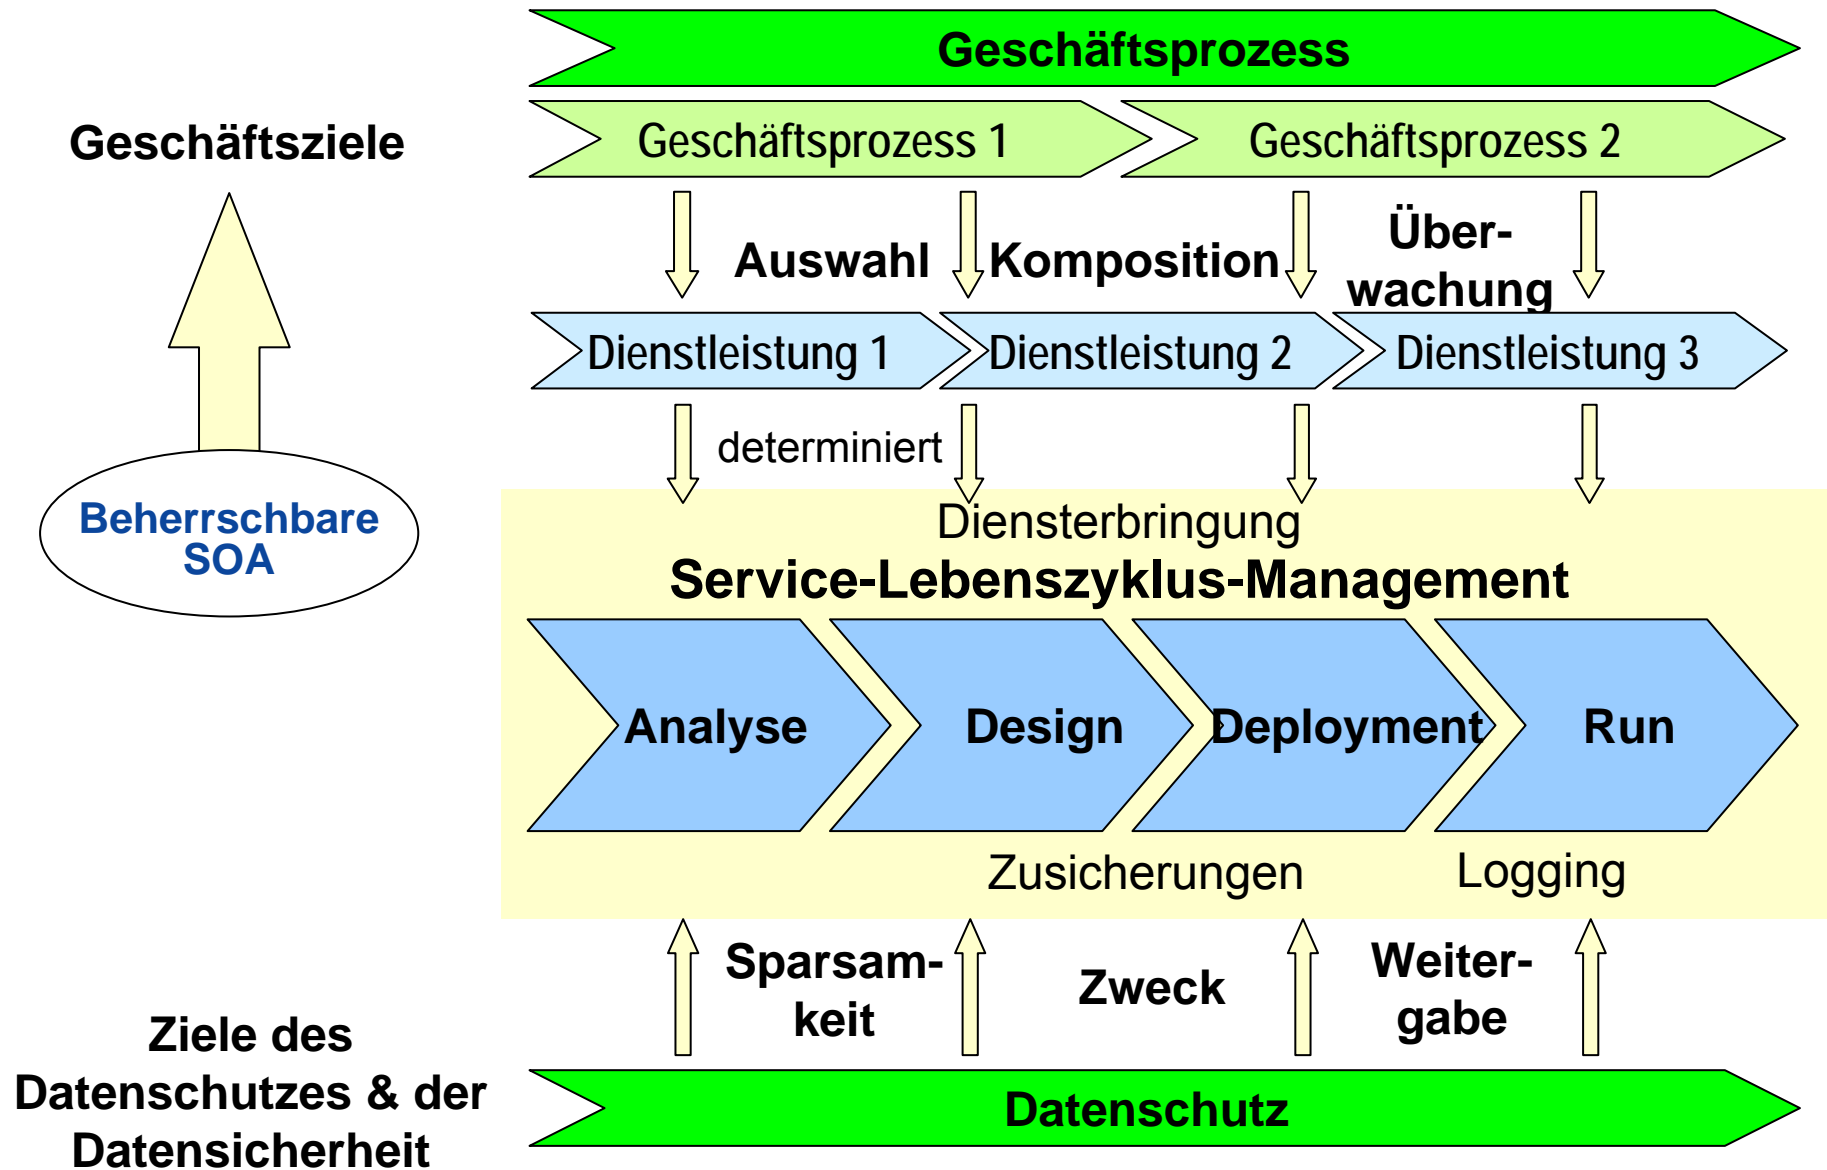 Geschäftsprozess
Geschäftsziele
Geschäftsprozess 1
Geschäftsprozess 2
Auswahl
Komposition
Über-
wachung
Dienstleistung 1
Dienstleistung 2
Dienstleistung 3
determiniert
Beherrschbare
SOA
Diensterbringung
Service-Lebenszyklus-Management
Analyse
Design
Deployment
Run
Zusicherungen
Logging
Sparsam-
keit
Zweck
Weiter-
gabe
Ziele des
Datenschutzes & der
Datensicherheit
Datenschutz